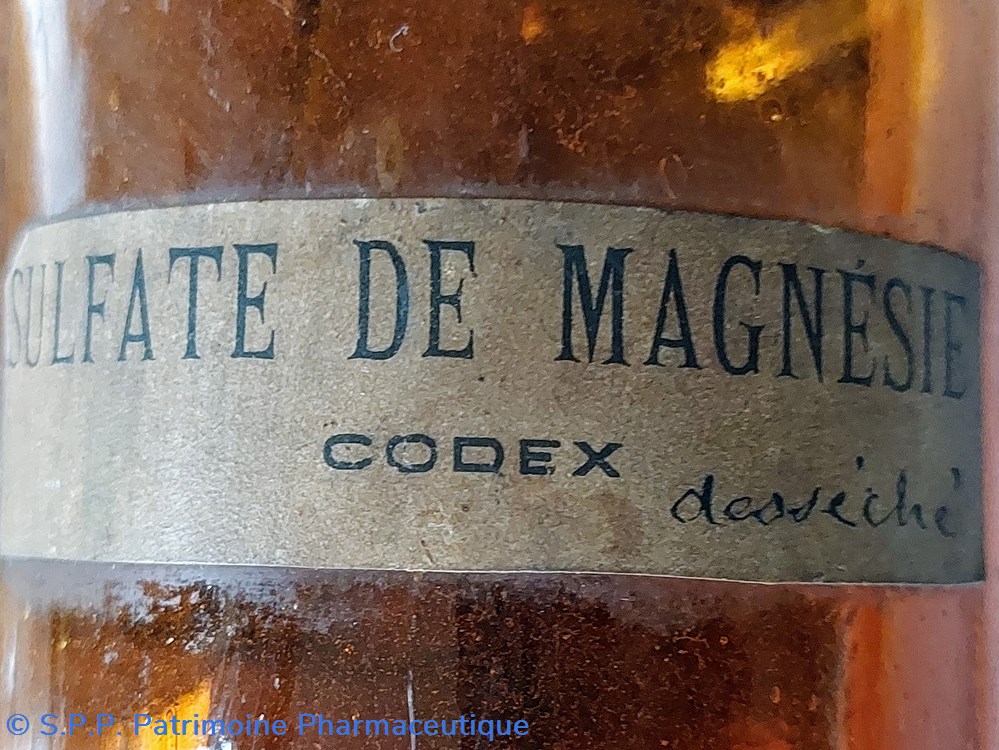 SULFATE DE MAGNÉSIE
CODEX
desséché
© S.P.P. Patrimoine Pharmaceutique